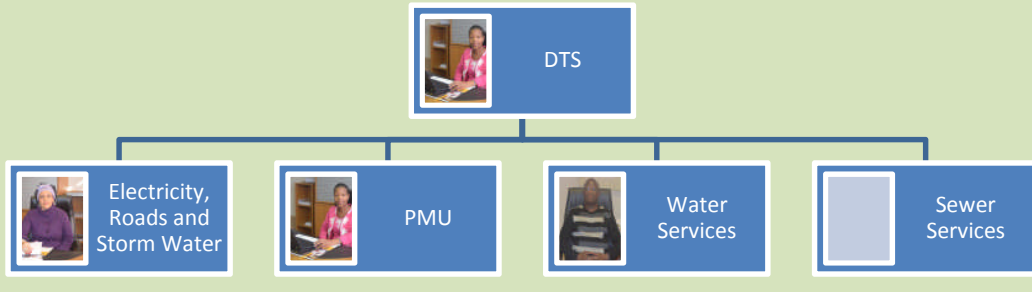 DTS
Electricity,
Roads and
Storm Water
PMU
Water
Services
Sewer
Services